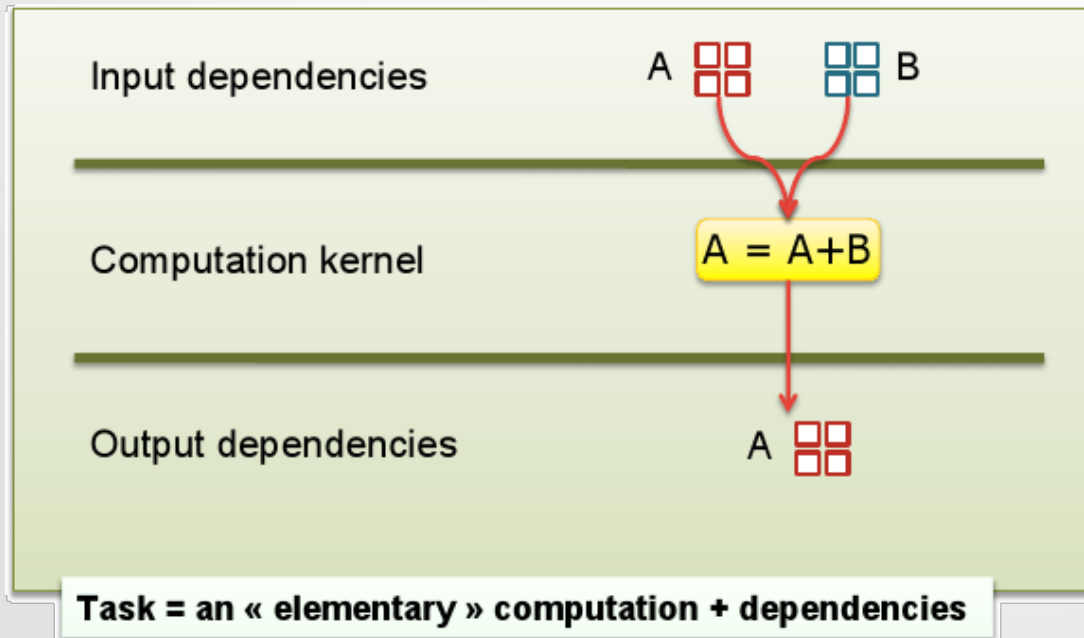 Input dependencies
A B
Computation kernel
A = A+B
Output dependencies
A
Task = an « elementary » computation + dependencies